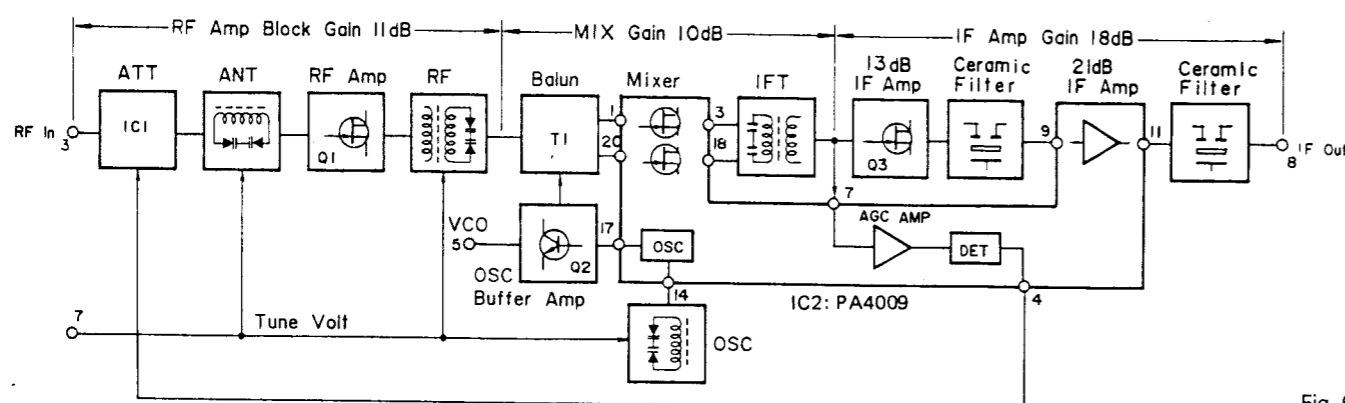 RF Amp Block Gain 11dB
MIX Gain 10dB
IF Amp Gain 18dB
ATT
ANT
RF Amp
RF
Balun
Mixer
IFT
13dB
IF Amp
Ceramic
Filter
21dB
IF Amp
Ceramic
Filter
RF In
3
IC1
Q1
T1
1
20
3
18
Q3
9
11
8
IF Out
7
AGC AMP
VCO
5
17
OSC
DET
Q2
OSC
Buffer Amp
14
IC2: PA4009
4
7
Tune Volt
OSC